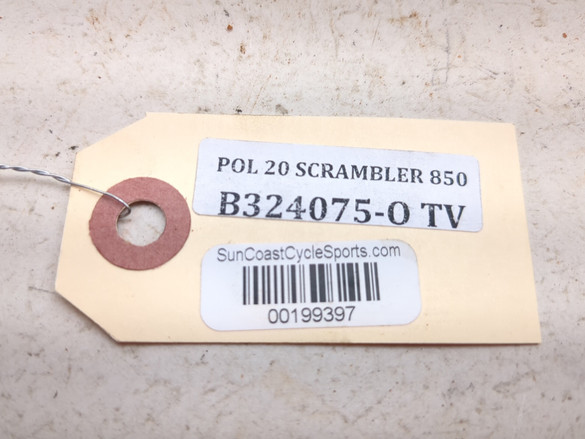 POL 20 SCRAMBLER 850
B324075-O TV
SunCoastCycleSports.com
00199397